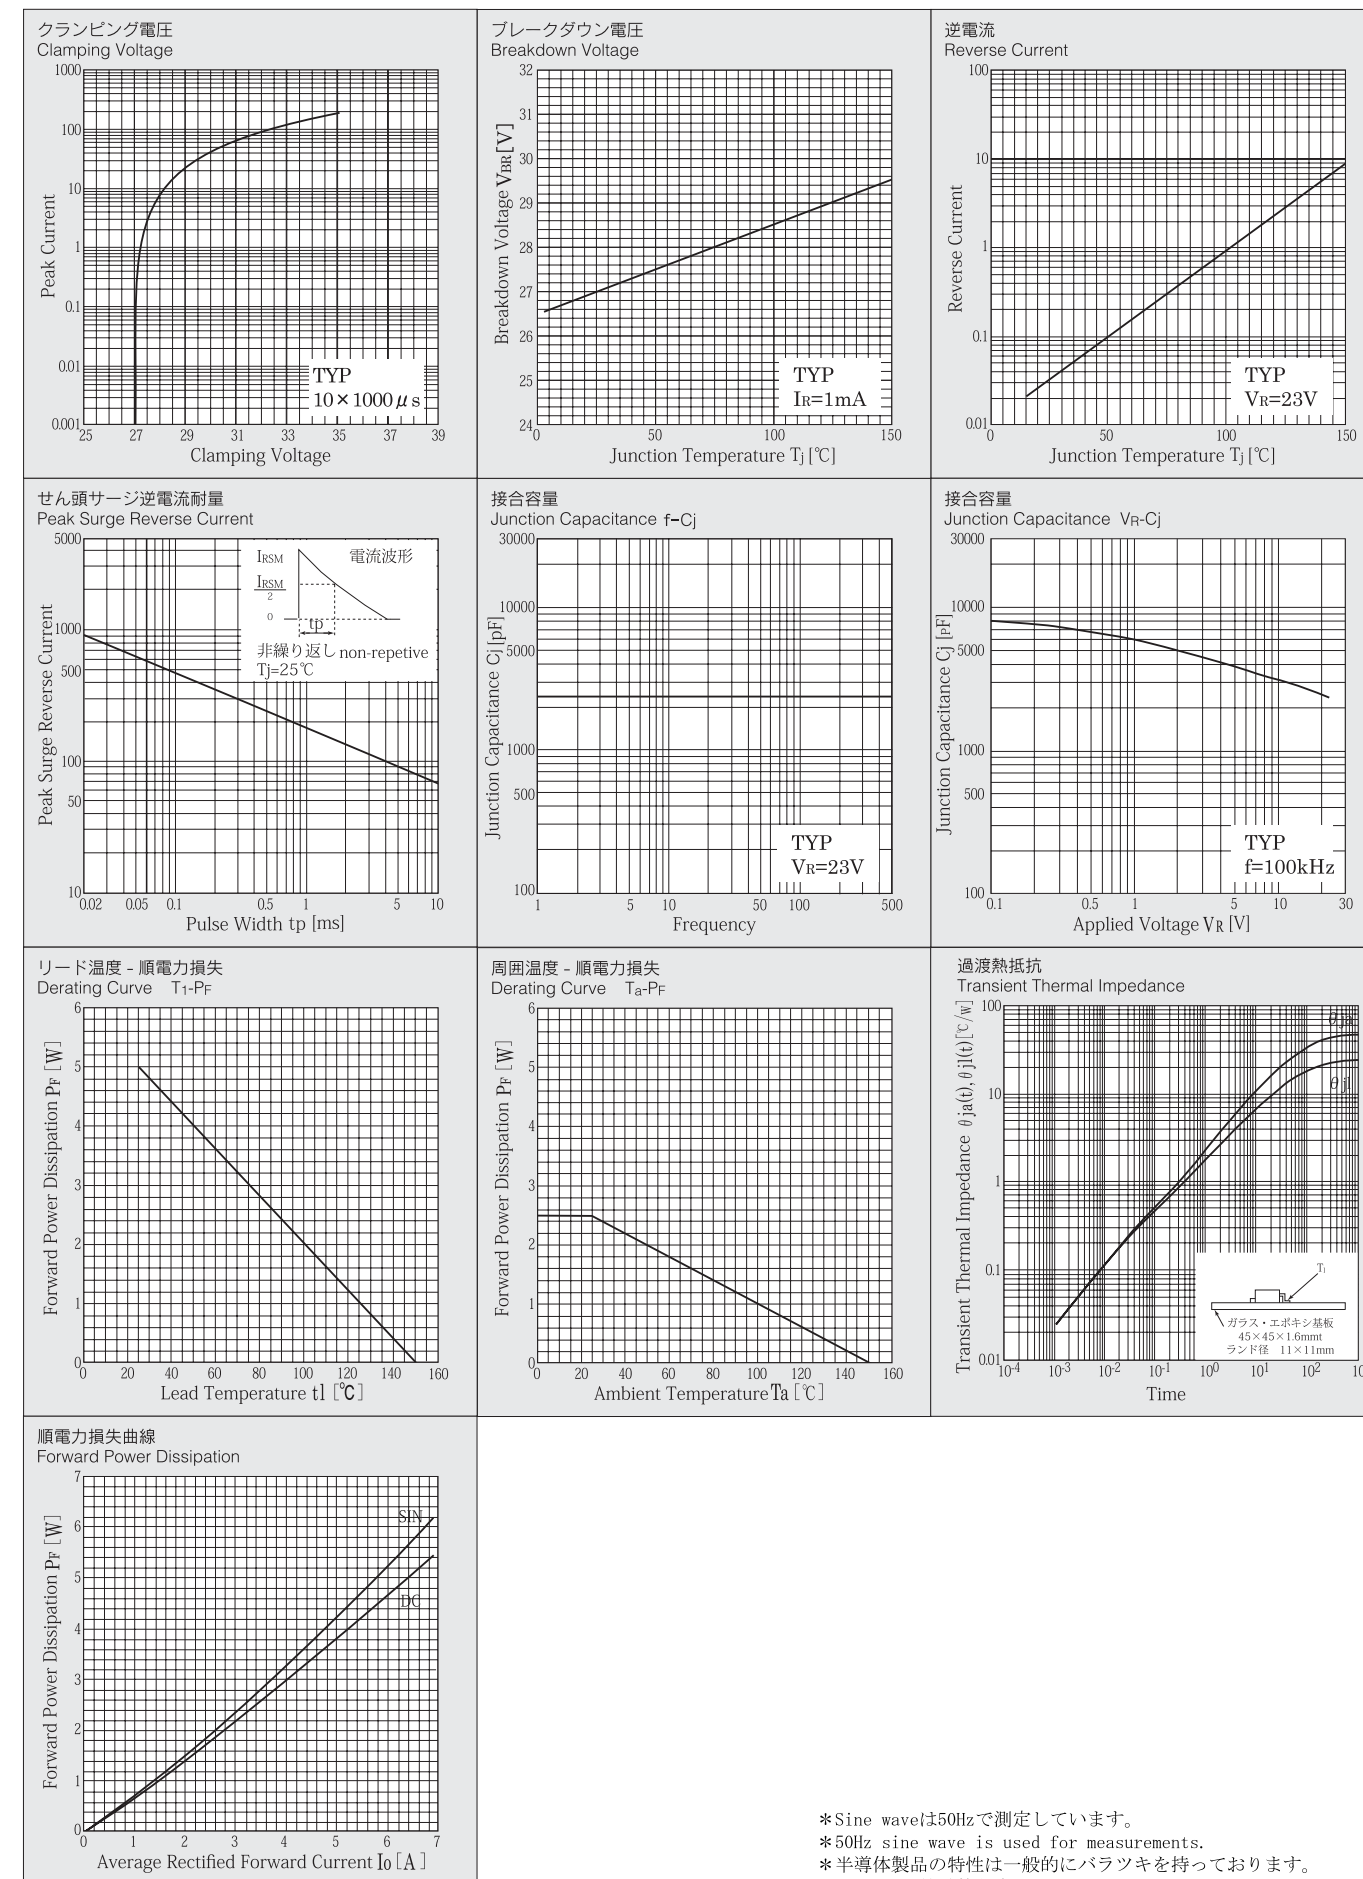 クランピング電圧
Clamping Voltage
1000
100
10
1
0.1
0.01
0.001
Peak Current
TYP
10×1000μs
25 27 29 31 33 35 37 39
Clamping Voltage
ブレークダウン電圧
Breakdown Voltage
32
31
30
29
28
27
26
25
24
Breakdown Voltage VBR[V]
TYP
IR=1mA
0 50 100 150
Junction Temperature Tj [℃]
逆電流
Reverse Current
100
10
1
0.1
0.01
Reverse Current
TYP
VR=23V
0 50 100 150
Junction Temperature Tj [℃]
せん頭サージ逆電流耐量
Peak Surge Reverse Current
5000
1000
500
100
50
10
Peak Surge Reverse Current
IRSM
電流波形
IRSM
2
0
tp
非繰り返し non-repetive
Tj=25℃
0.02 0.05 0.1 0.5 1 5 10
Pulse Width tp [ms]
接合容量
Junction Capacitance f-Cj
30000
10000
5000
1000
500
100
Junction Capacitance Cj [pF]
TYP
VR=23V
1 5 10 50 100 500
Frequency
接合容量
Junction Capacitance VR-Cj
30000
10000
5000
1000
500
100
Junction Capacitance Cj [pF]
TYP
f=100kHz
0.1 0.5 1 5 10 30
Applied Voltage VR [V]
リード温度 - 順電力損失
Derating Curve T1-PF
6
5
4
3
2
1
0
Forward Power Dissipation PF [W]
0 20 40 60 80 100 120 140 160
Lead Temperature tl [℃]
周囲温度 - 順電力損失
Derating Curve Ta-PF
6
5
4
3
2
1
0
Forward Power Dissipation PF [W]
0 20 40 60 80 100 120 140 160
Ambient Temperature Ta [℃]
過渡熱抵抗
Transient Thermal Impedance
100
10
1
0.1
0.01
Transient Thermal Impedance θja(t), θjl(t) [℃/w]
θja
θjl
Tl
ガラス・エポキシ基板
45×45×1.6mmt
ランド径 11×11mm
10-4 10-3 10-2 10-1 100 101 102
Time
順電力損失曲線
Forward Power Dissipation
7
6
5
4
3
2
1
0
Forward Power Dissipation PF [W]
SIN
DC
0 1 2 3 4 5 6 7
Average Rectified Forward Current Io [A]
*Sine waveは50Hzで測定しています。
*50Hz sine wave is used for measurements.
*半導体製品の特性は一般的にバラツキを持っております。